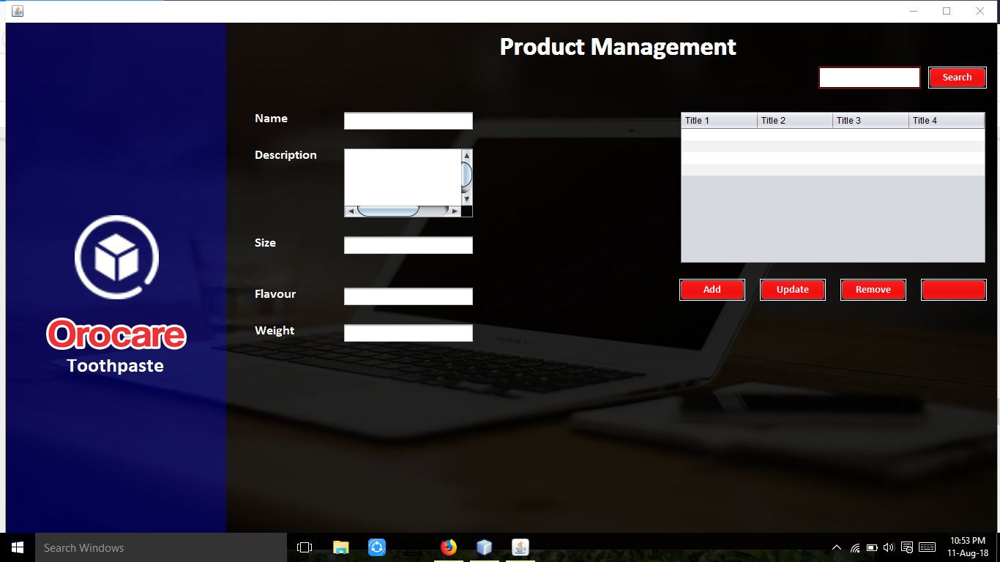 Product Management
Search
Name
Description
Size
Flavour
Weight
Title 1 Title 2 Title 3 Title 4
Add Update Remove
Orocare
Toothpaste
Search Windows
10:53 PM
11-Aug-18